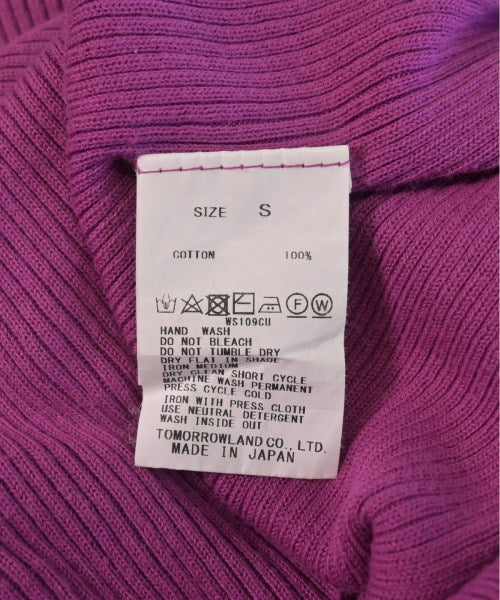 SIZE S
COTTON 100%
F W
WS109CU
HAND WASH
DO NOT BLEACH
DO NOT TUMBLE DRY
DRY FLAT IN SHADE
IRON MEDIUM
DRY CLEAN SHORT CYCLE
MACHINE WASH PERMANENT
PRESS CYCLE COLD
IRON WITH PRESS CLOTH
USE NEUTRAL DETERGENT
WASH INSIDE OUT
TOMORROWLAND CO., LTD.
MADE IN JAPAN